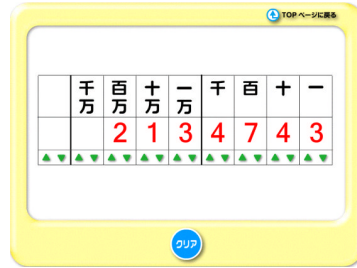 TOPページに戻る
千万 百万 十万 一万 千 百 十 一
2 1 3 4 7 4 3
▲ ▼ ▲ ▼ ▲ ▼ ▲ ▼ ▲ ▼ ▲ ▼ ▲ ▼ ▲ ▼ ▲ ▼
クリア